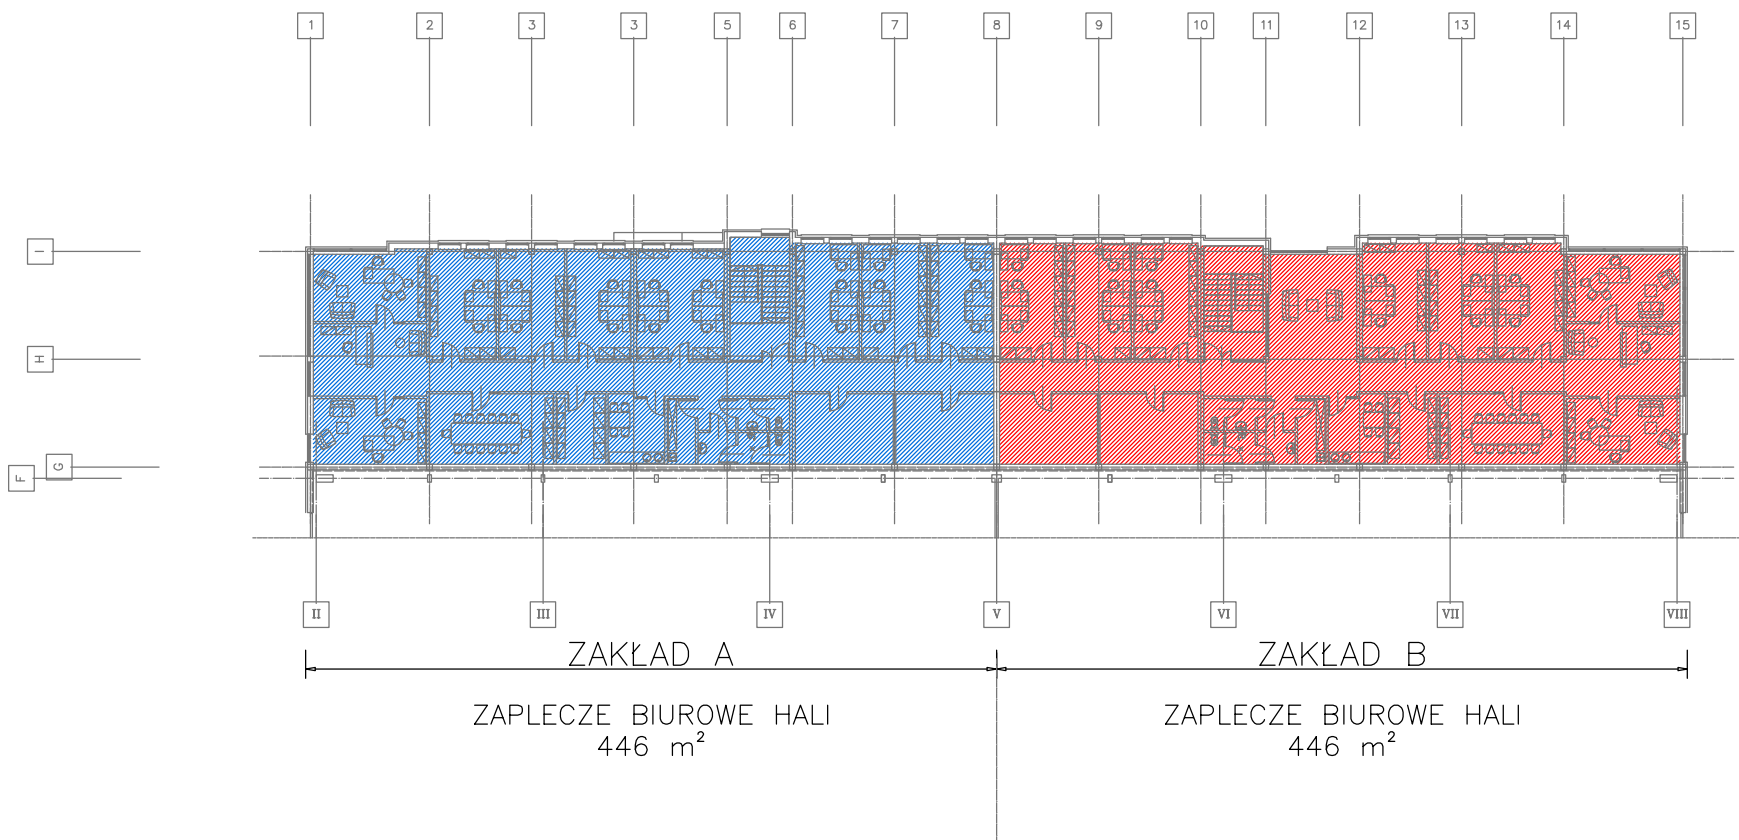 1 2 3 3 5 6 7 8 9 10 11 12 13 14 15
I
H
G
F
II III IV V VI VII VIII
ZAKŁAD A ZAKŁAD B
ZAPLECZE BIUROWE HALI ZAPLECZE BIUROWE HALI
446 m² 446 m²